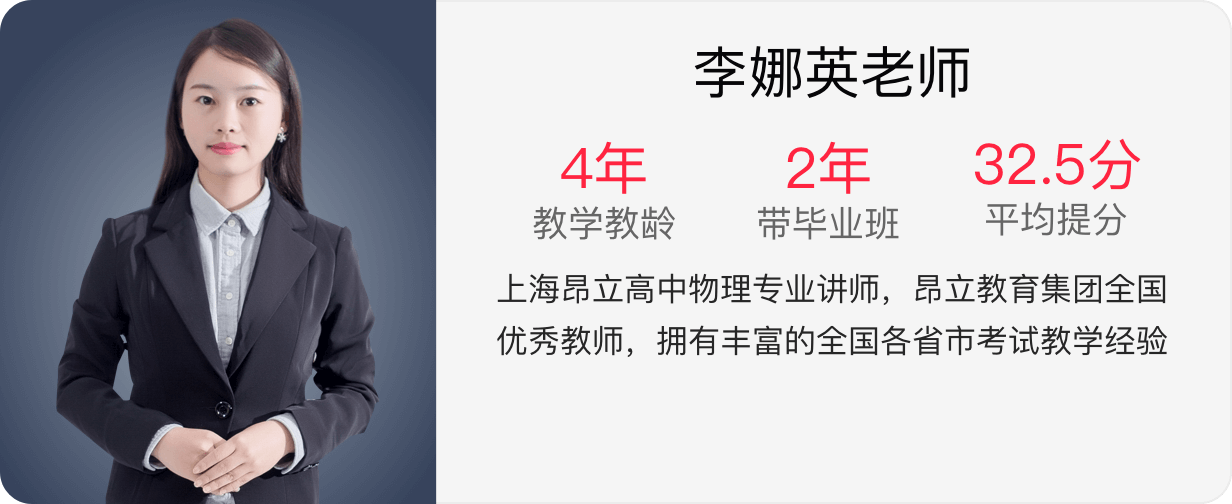 李娜英老师
4年 2年 32.5分
教学教龄 带毕业班 平均提分
上海昂立高中物理专业讲师，昂立教育集团全国
优秀教师，拥有丰富的全国各省市考试教学经验